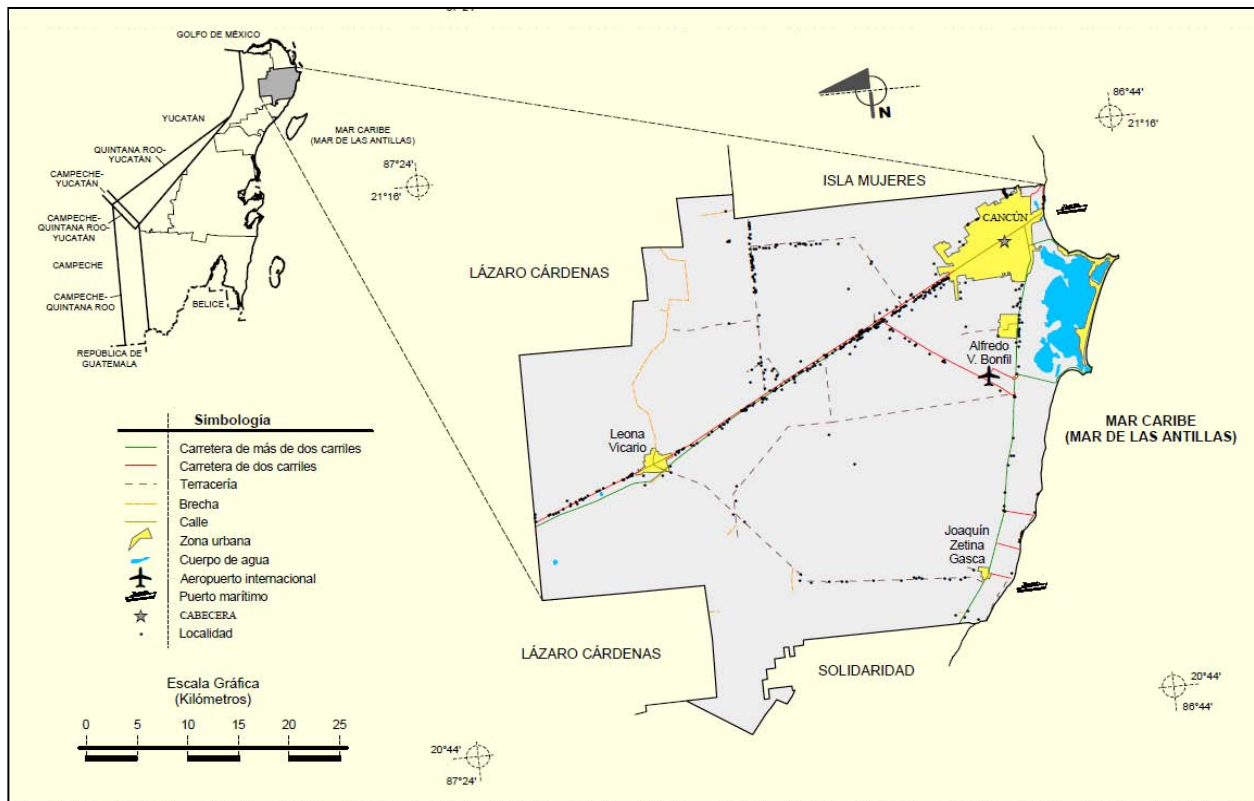 GOLFO DE MÉXICO
YUCATÁN
MAR CARIBE
(MAR DE LAS ANTILLAS)
QUINTANA ROO-
YUCATÁN
CAMPECHE-
YUCATÁN
CAMPECHE-
QUINTANA ROO-
YUCATÁN
CAMPECHE
CAMPECHE-
QUINTANA ROO
BELICE
REPÚBLICA DE
GUATEMALA
N
86°44'
21°16'
87°24'
21°16'
ISLA MUJERES
CANCÚN
LÁZARO CÁRDENAS
Alfredo
V. Bonfil
MAR CARIBE
(MAR DE LAS ANTILLAS)
Leona
Vicario
Joaquín
Zetina
Gasca
LÁZARO CÁRDENAS
SOLIDARIDAD
20°44'
86°44'
20°44'
87°24'
Simbología
Carretera de más de dos carriles
Carretera de dos carriles
Terracería
Brecha
Calle
Zona urbana
Cuerpo de agua
Aeropuerto internacional
Puerto marítimo
CABECERA
Localidad
Escala Gráfica
(Kilómetros)
0 5 10 15 20 25